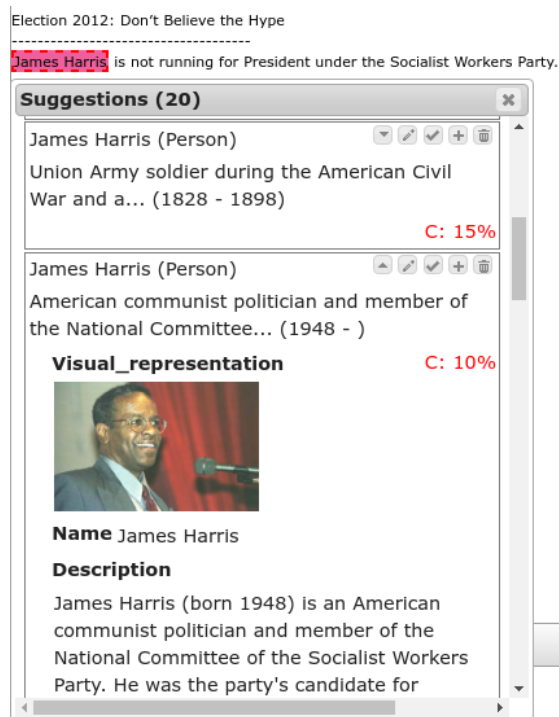 Election 2012: Don’t Believe the Hype
-------------------------------------
James Harris is not running for President under the Socialist Workers Party.
Suggestions (20)
James Harris (Person)
Union Army soldier during the American Civil
War and a... (1828 - 1898)
C: 15%
James Harris (Person)
American communist politician and member of
the National Committee... (1948 - )
Visual_representation C: 10%
Name James Harris
Description
James Harris (born 1948) is an American
communist politician and member of the
National Committee of the Socialist Workers
Party. He was the party's candidate for